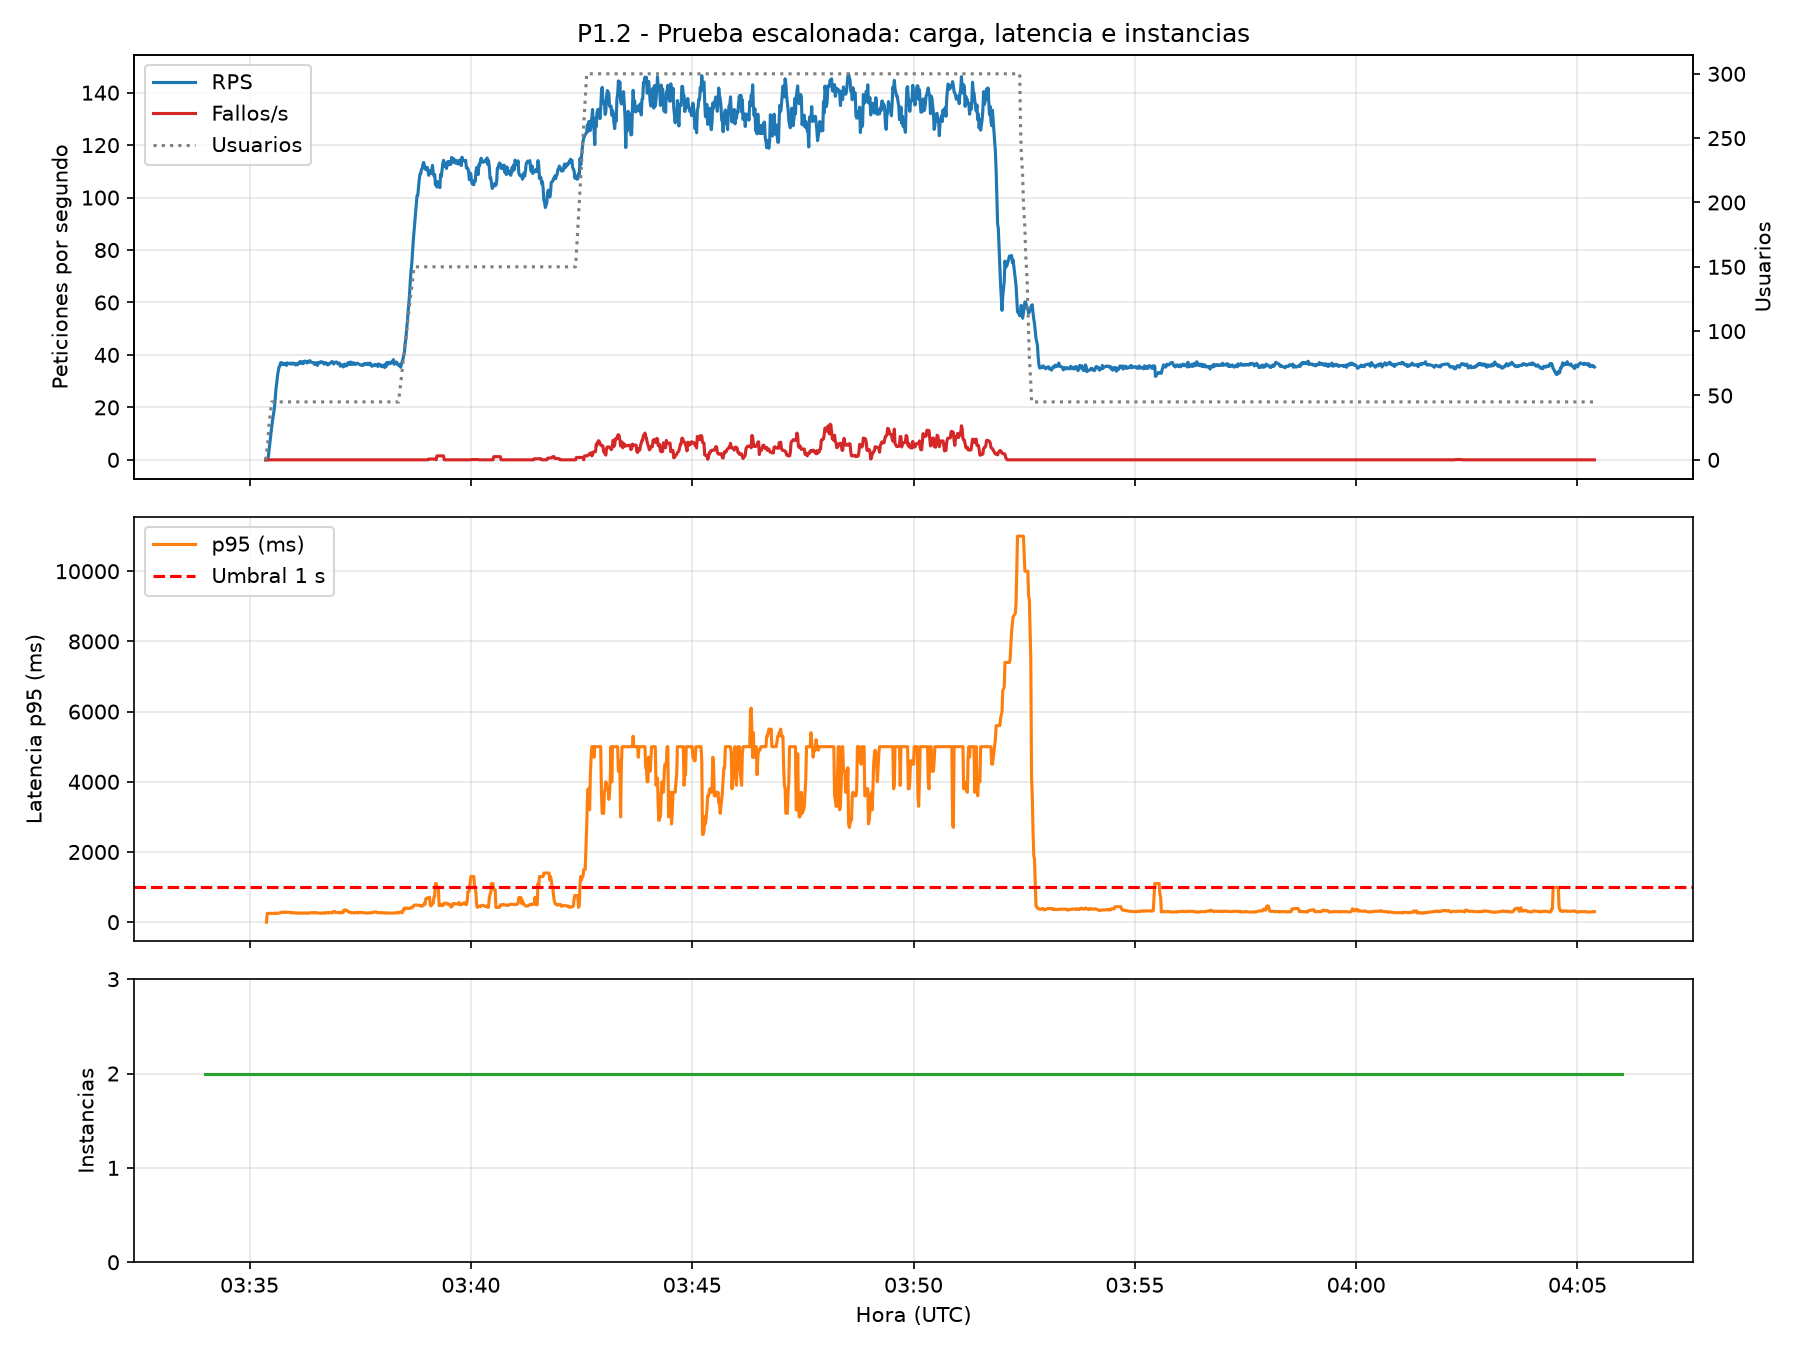 P1.2 - Prueba escalonada: carga, latencia e instancias
RPS
Fallos/s
Usuarios
Peticiones por segundo
140
120
100
80
60
40
20
0
Usuarios
300
250
200
150
100
50
0
p95 (ms)
Umbral 1 s
Latencia p95 (ms)
10000
8000
6000
4000
2000
0
Instancias
3
2
1
0
03:35 03:40 03:45 03:50 03:55 04:00 04:05
Hora (UTC)